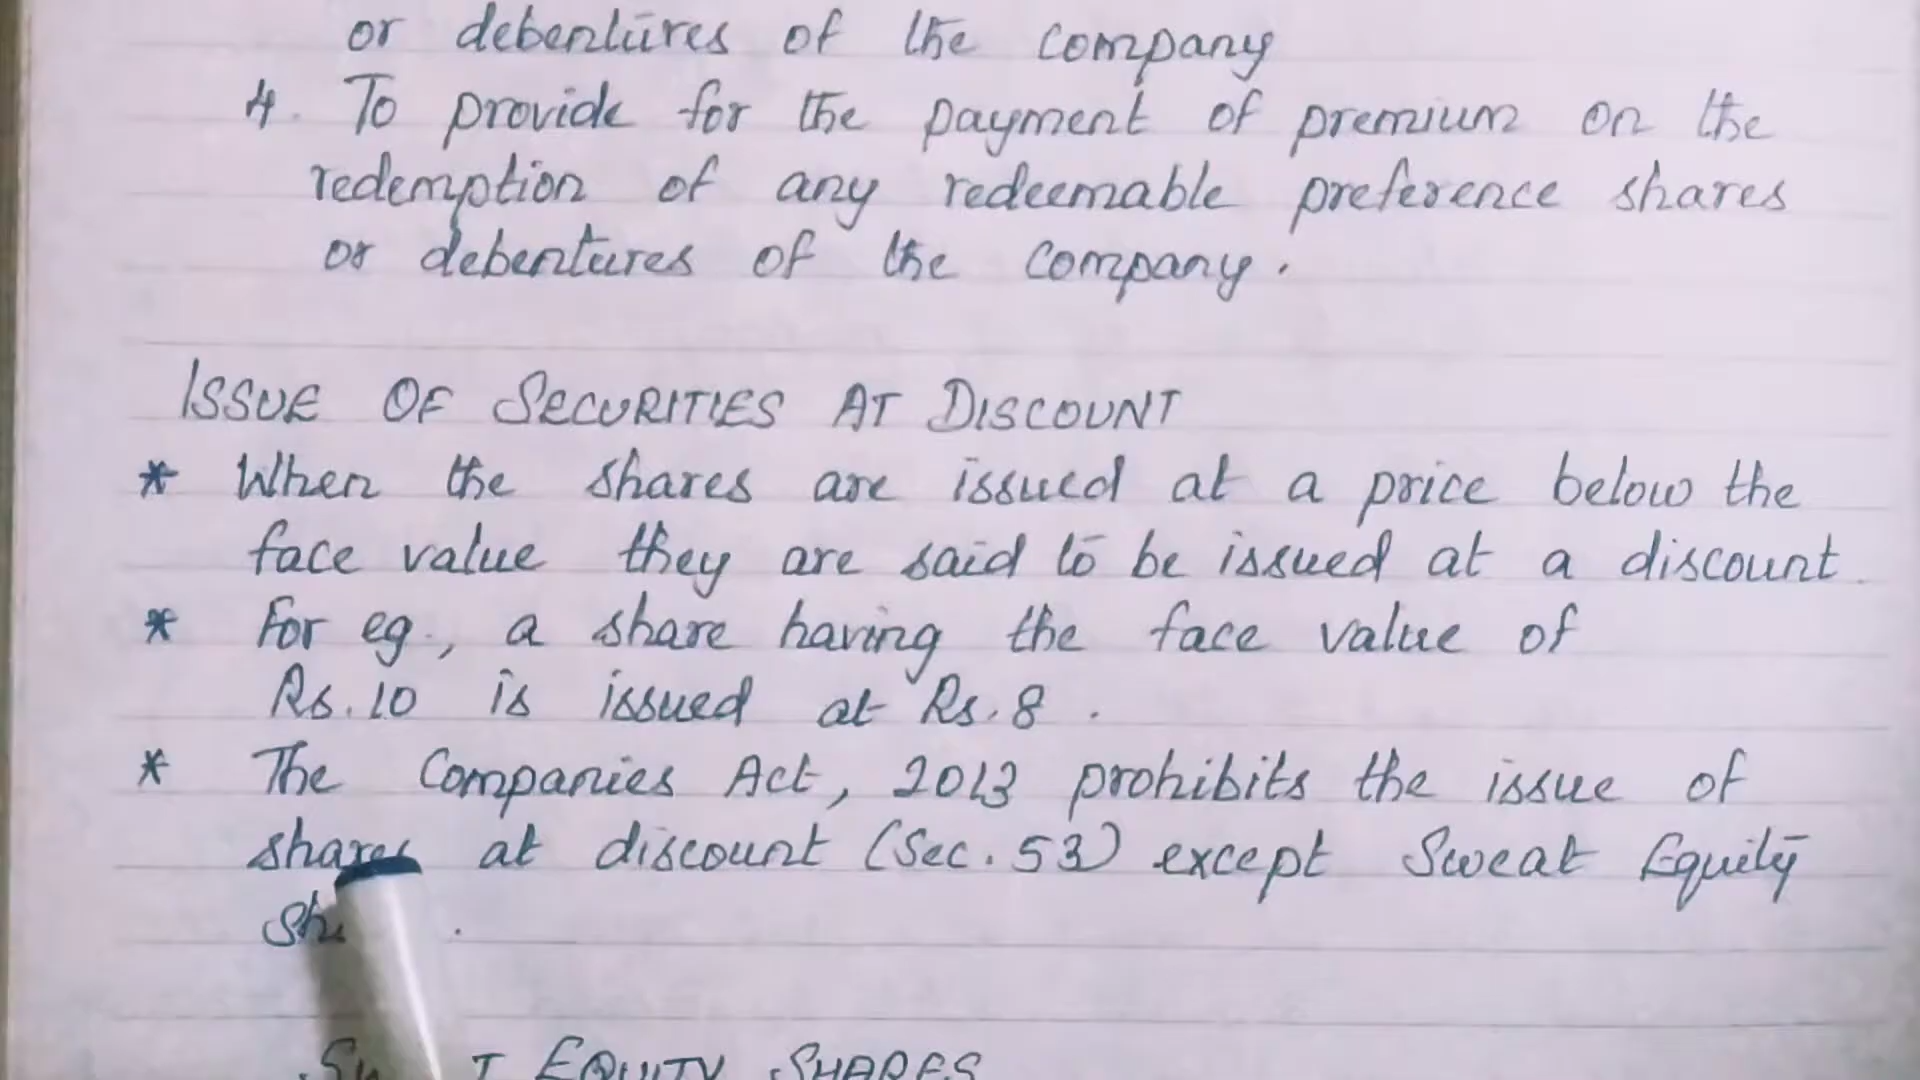 or debentures of the company
4. To provide for the payment of premium on the
redemption of any redeemable preference shares
or debentures of the company.
ISSUE OF SECURITIES AT DISCOUNT
* When the shares are issued at a price below the
face value they are said to be issued at a discount.
* For eg., a share having the face value of
Rs. 10 is issued at Rs. 8.
* The Companies Act, 2013 prohibits the issue of
shares at discount (Sec. 53) except Sweat Equity
EQUITY SHARES